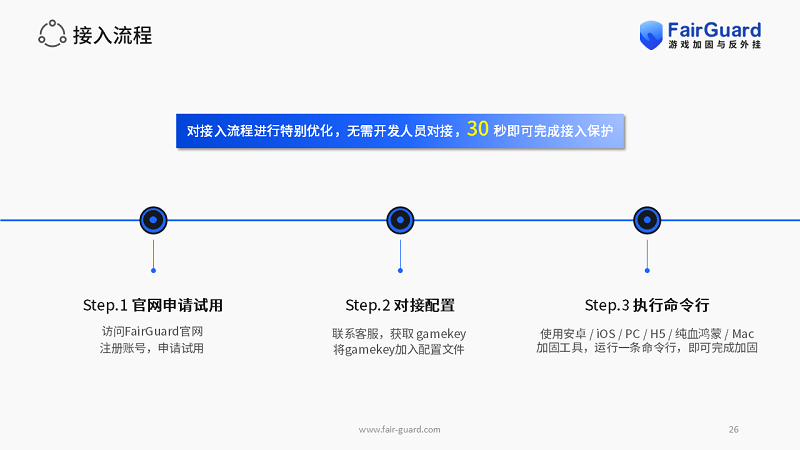 接入流程
FairGuard
游戏加固与反外挂
对接入流程进行特别优化，无需开发人员对接，30 秒即可完成接入保护
Step.1 官网申请试用
访问FairGuard官网
注册账号，申请试用
Step.2 对接配置
联系客服，获取 gamekey
将gamekey加入配置文件
Step.3 执行命令行
使用安卓 / iOS / PC / H5 / 纯血鸿蒙 / Mac
加固工具，运行一条命令行，即可完成加固
www.fair-guard.com
26